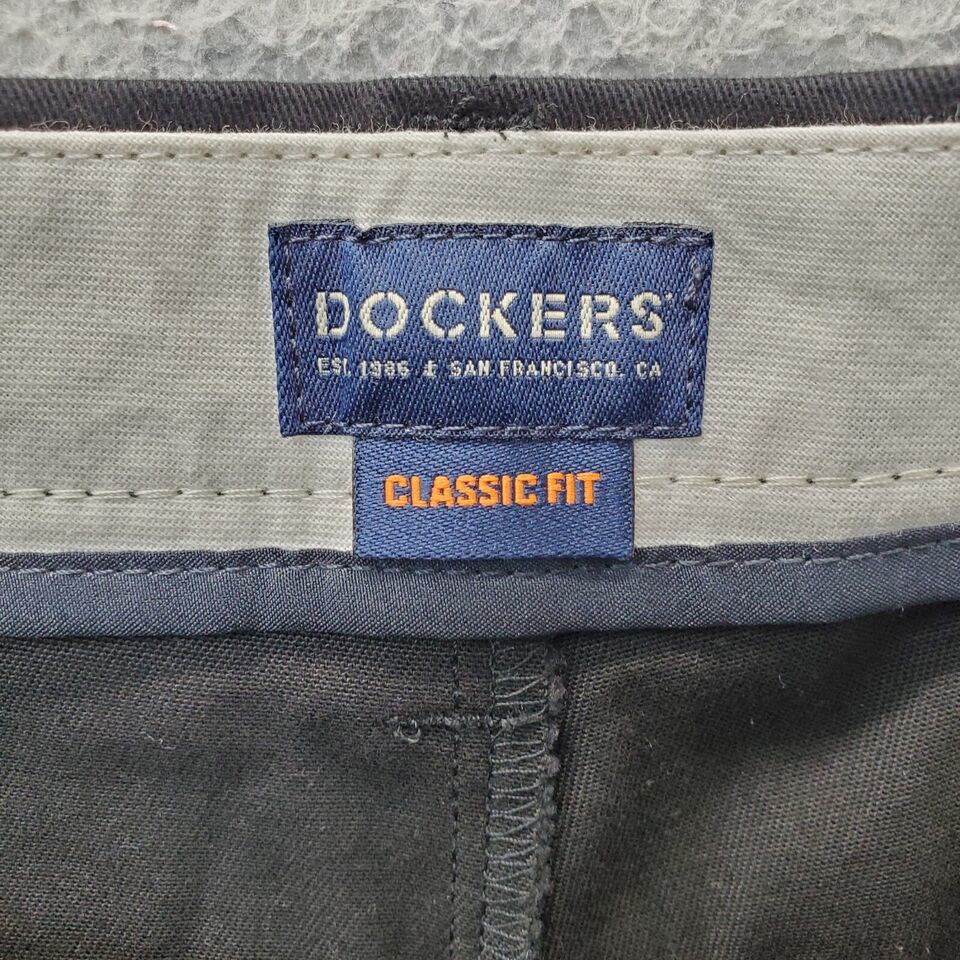 DOCKERS
EST. 1986 & SAN FRANCISCO, CA
CLASSIC FIT